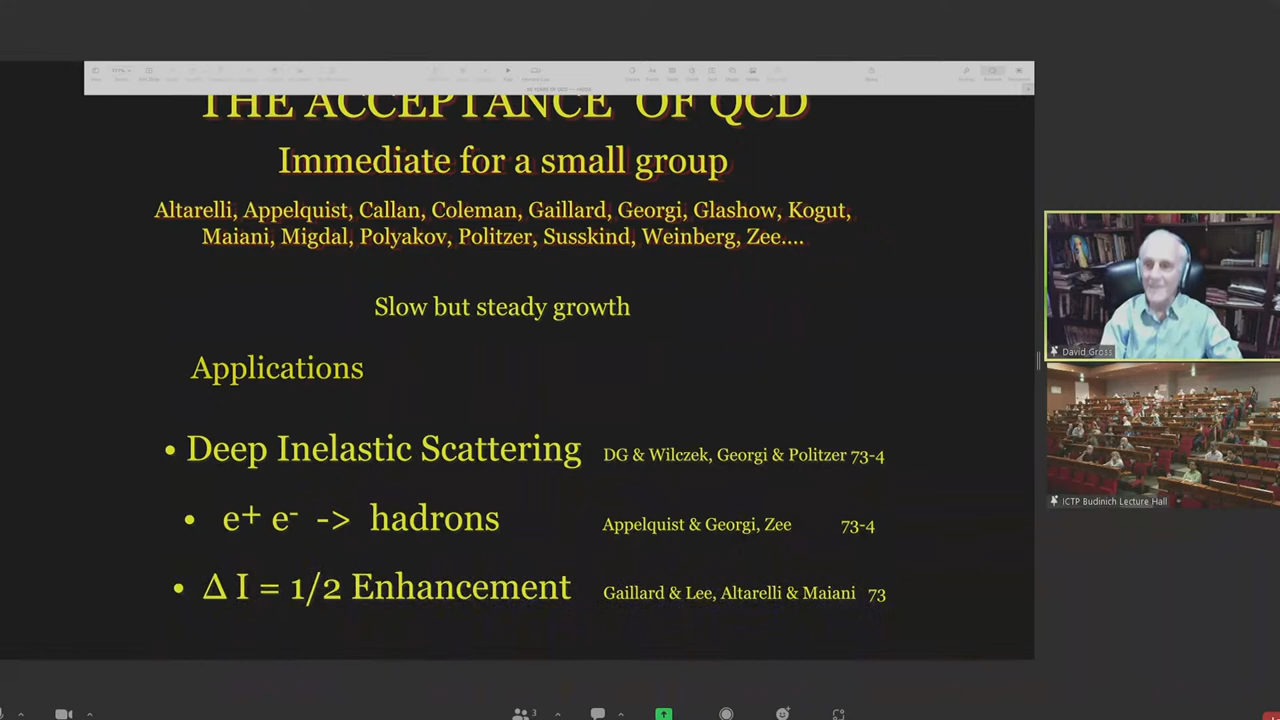 THE ACCEPTANCE OF QCD
Immediate for a small group
Altarelli, Appelquist, Callan, Coleman, Gaillard, Georgi, Glashow, Kogut,
Maiani, Migdal, Polyakov, Politzer, Susskind, Weinberg, Zee....
Slow but steady growth
Applications
• Deep Inelastic Scattering DG & Wilczek, Georgi & Politzer 73-4
• e+ e- -> hadrons Appelquist & Georgi, Zee 73-4
• Δ I = 1/2 Enhancement Gaillard & Lee, Altarelli & Maiani 73
David Gross
ICTP Budinich Lecture Hall
3